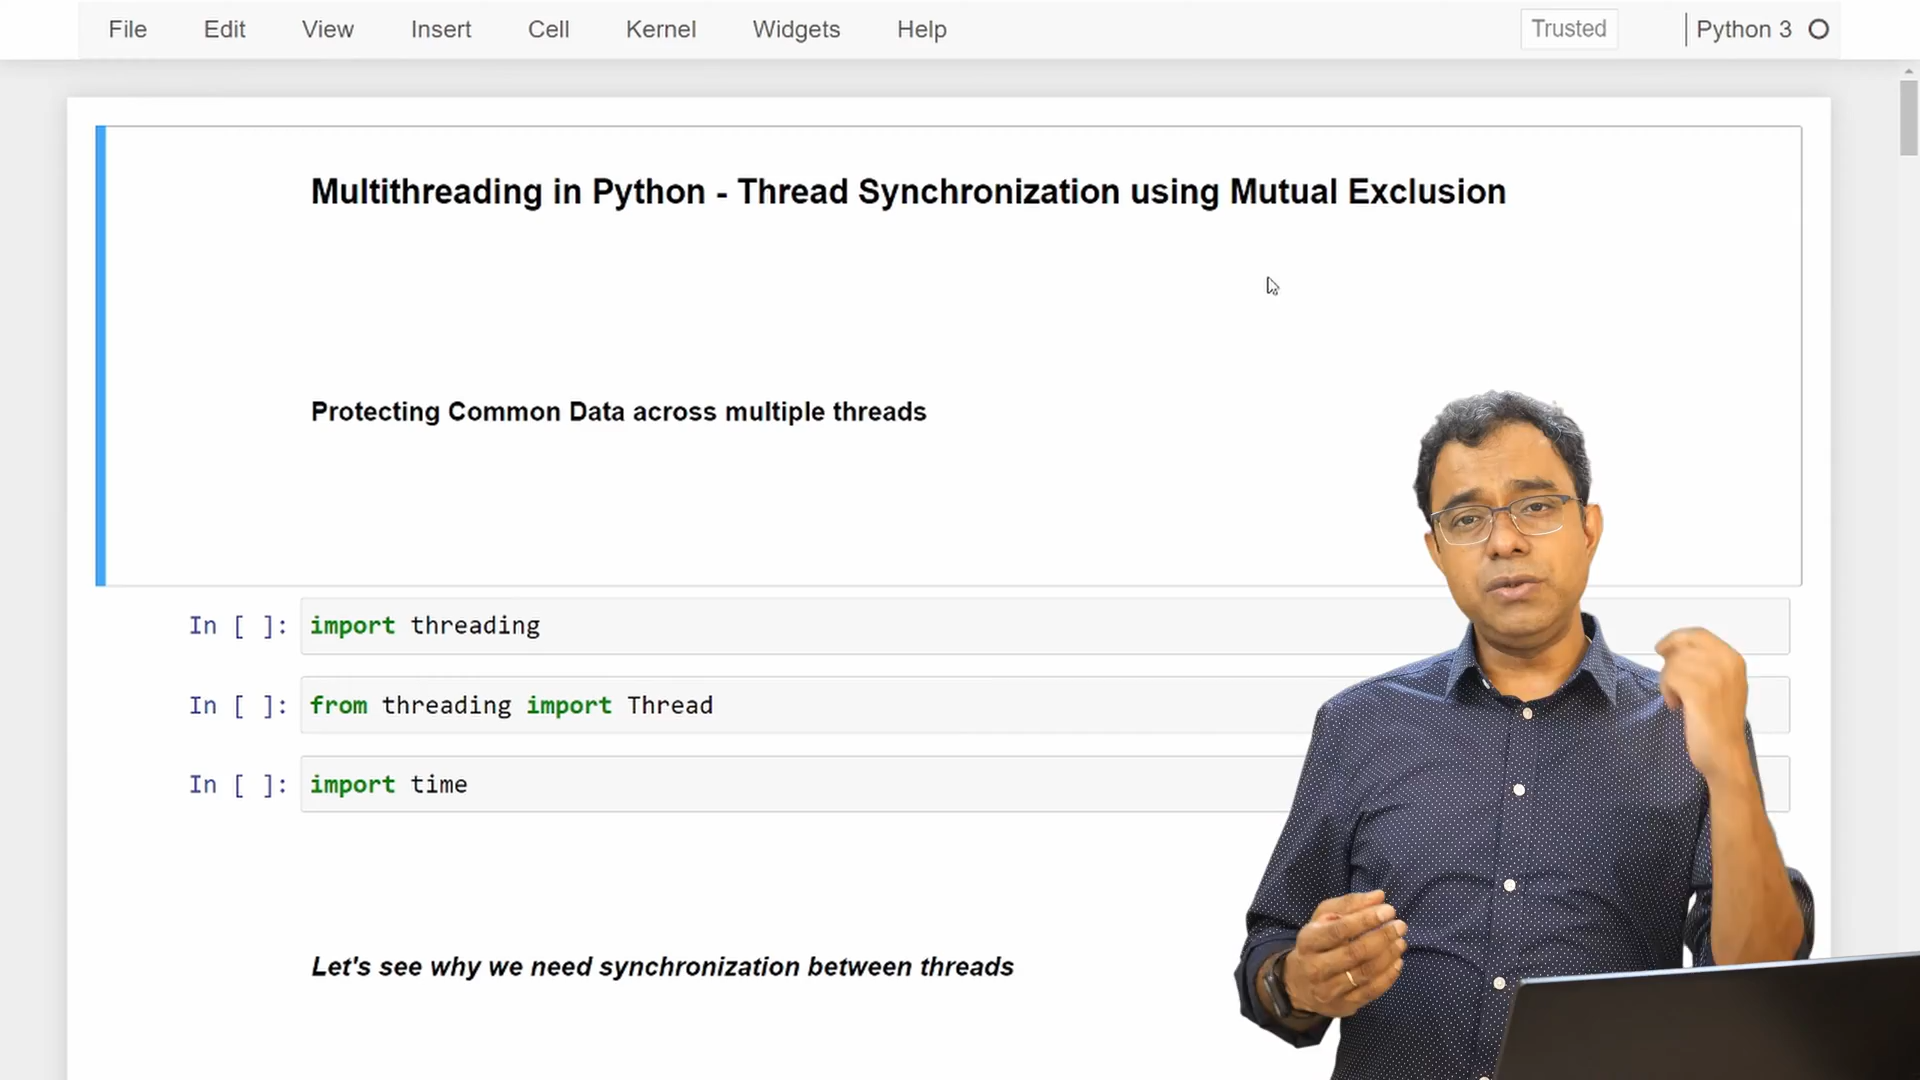 File Edit View Insert Cell Kernel Widgets Help Trusted Python 3
Multithreading in Python - Thread Synchronization using Mutual Exclusion
Protecting Common Data across multiple threads
In [ ]: import threading
In [ ]: from threading import Thread
In [ ]: import time
Let's see why we need synchronization between threads